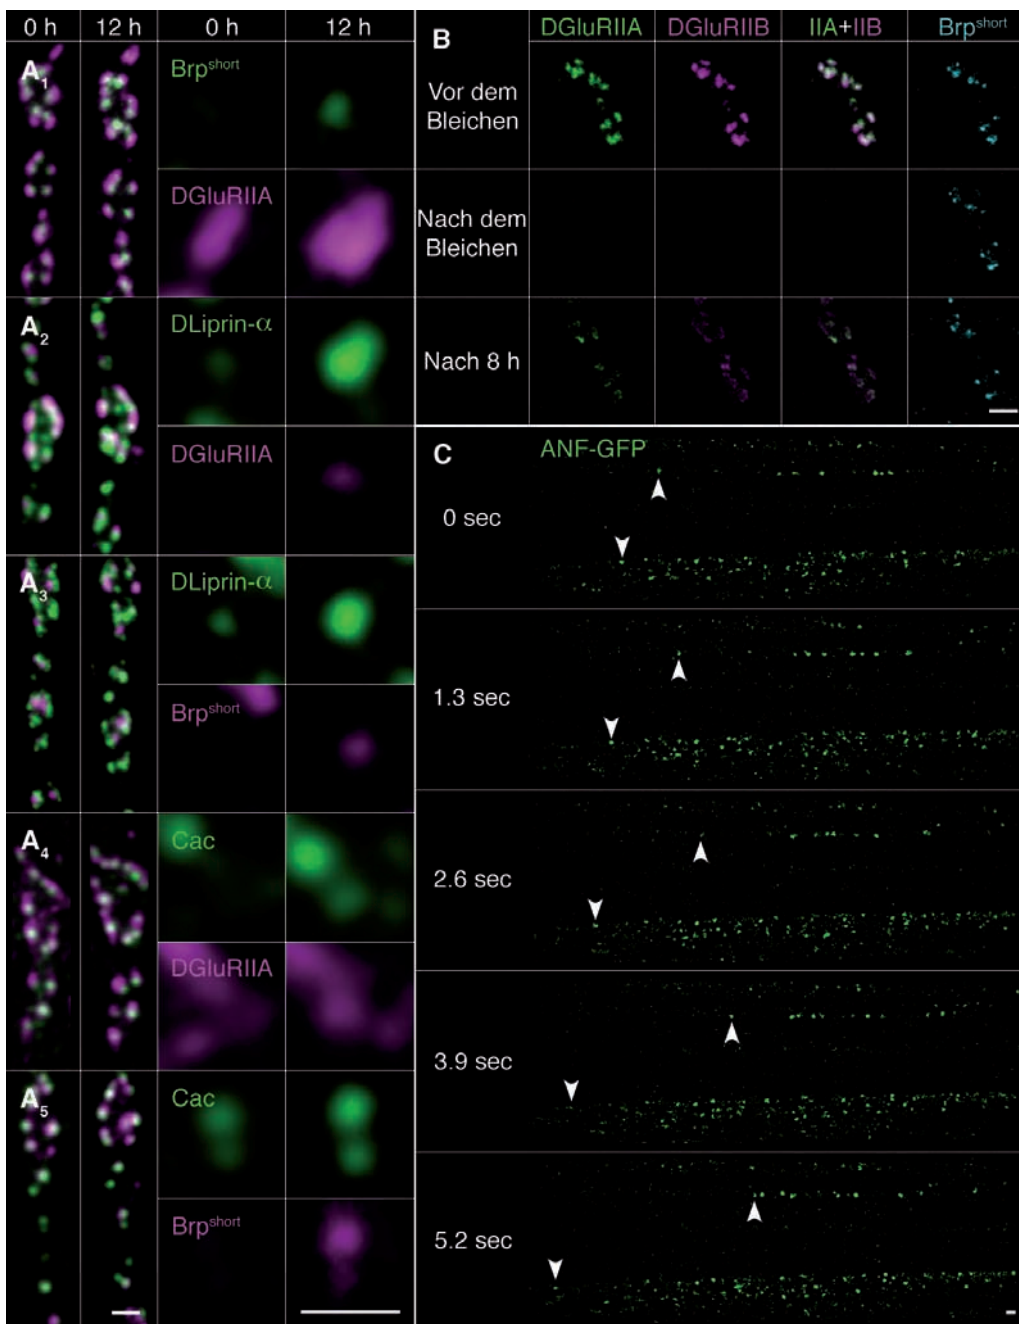 0 h 12 h 0 h 12 h
A1
Brpshort
DGluRIIA
A2
DLiprin-α
DGluRIIA
A3
DLiprin-α
Brpshort
A4
Cac
DGluRIIA
A5
Cac
Brpshort
B DGluRIIA DGluRIIB IIA+IIB Brpshort
Vor dem
Bleichen
Nach dem
Bleichen
Nach 8 h
C ANF-GFP
0 sec
1.3 sec
2.6 sec
3.9 sec
5.2 sec